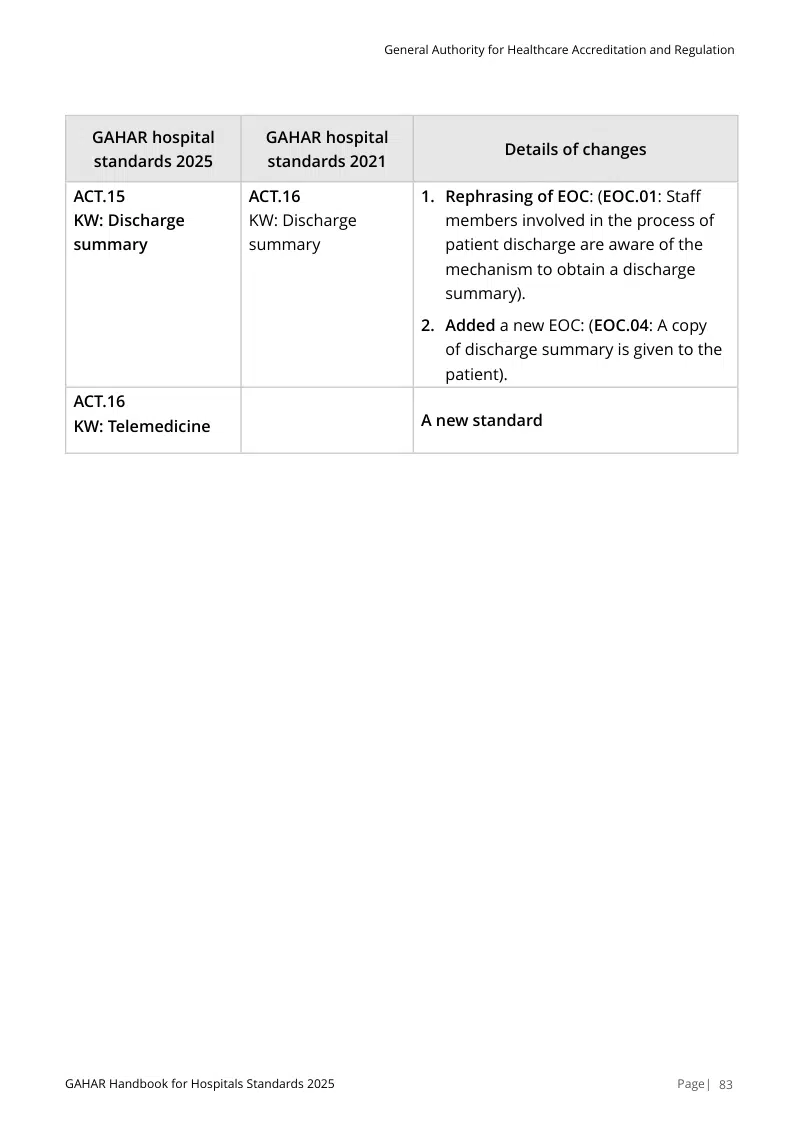 General Authority for Healthcare Accreditation and Regulation
GAHAR hospital
standards 2025
GAHAR hospital
standards 2021
Details of changes
ACT.15
KW: Discharge
summary
ACT.16
KW: Discharge
summary
1. Rephrasing of EOC: (EOC.01: Staff
members involved in the process of
patient discharge are aware of the
mechanism to obtain a discharge
summary).
2. Added a new EOC: (EOC.04: A copy
of discharge summary is given to the
patient).
ACT.16
KW: Telemedicine
A new standard
GAHAR Handbook for Hospitals Standards 2025
Page| 83